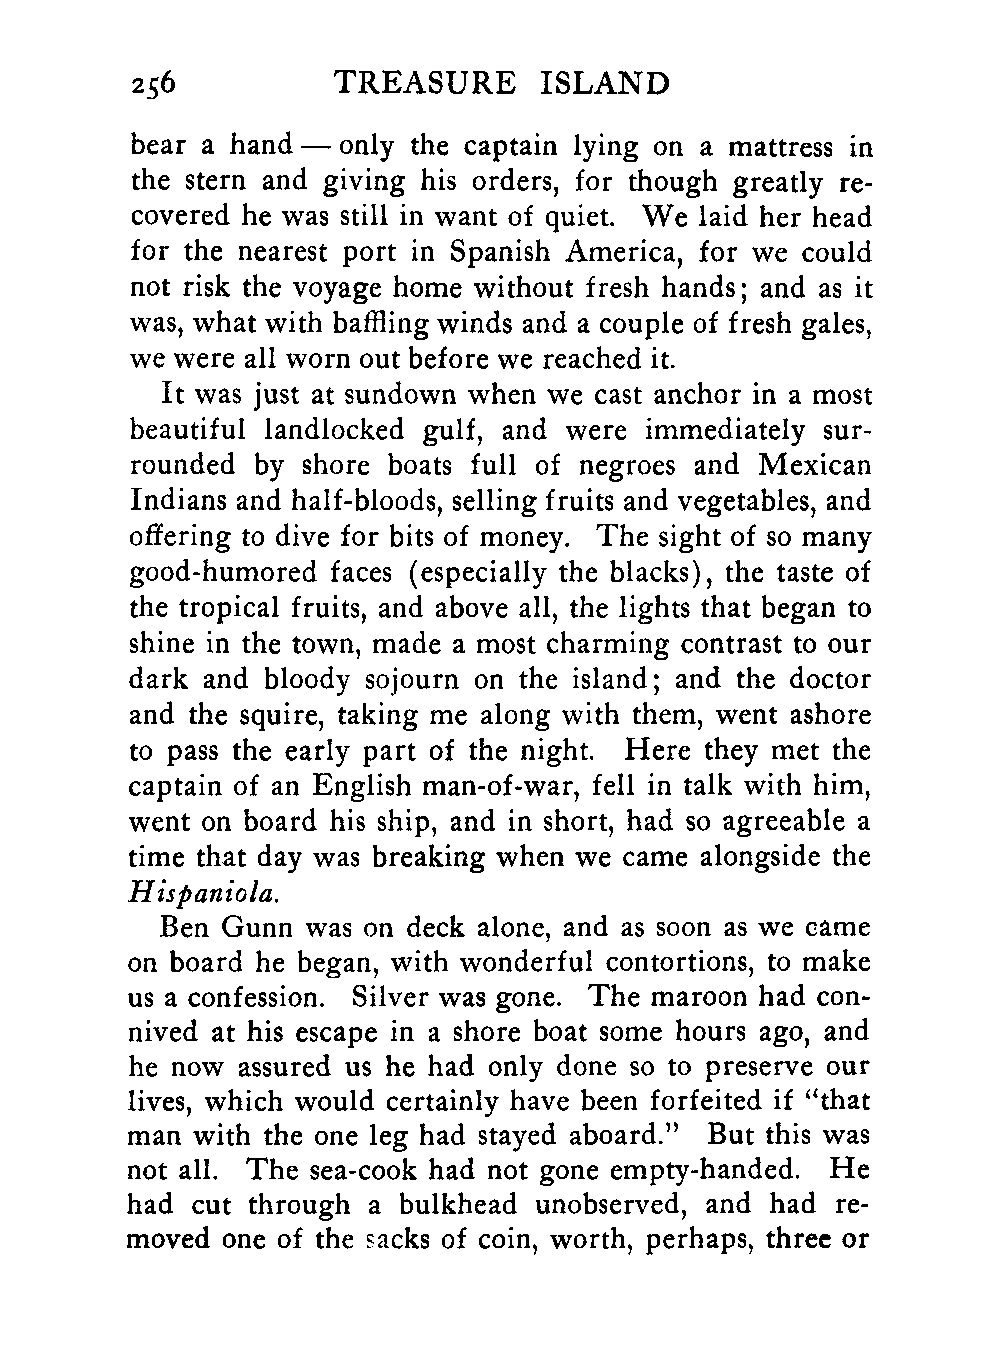 256 TREASURE ISLAND
bear a hand — only the captain lying on a mattress in
the stern and giving his orders, for though greatly re-
covered he was still in want of quiet. We laid her head
for the nearest port in Spanish America, for we could
not risk the voyage home without fresh hands; and as it
was, what with baffling winds and a couple of fresh gales,
we were all worn out before we reached it.
It was just at sundown when we cast anchor in a most
beautiful landlocked gulf, and were immediately sur-
rounded by shore boats full of negroes and Mexican
Indians and half-bloods, selling fruits and vegetables, and
offering to dive for bits of money. The sight of so many
good-humored faces (especially the blacks), the taste of
the tropical fruits, and above all, the lights that began to
shine in the town, made a most charming contrast to our
dark and bloody sojourn on the island; and the doctor
and the squire, taking me along with them, went ashore
to pass the early part of the night. Here they met the
captain of an English man-of-war, fell in talk with him,
went on board his ship, and in short, had so agreeable a
time that day was breaking when we came alongside the
Hispaniola.
Ben Gunn was on deck alone, and as soon as we came
on board he began, with wonderful contortions, to make
us a confession. Silver was gone. The maroon had con-
nived at his escape in a shore boat some hours ago, and
he now assured us he had only done so to preserve our
lives, which would certainly have been forfeited if "that
man with the one leg had stayed aboard." But this was
not all. The sea-cook had not gone empty-handed. He
had cut through a bulkhead unobserved, and had re-
moved one of the sacks of coin, worth, perhaps, three or